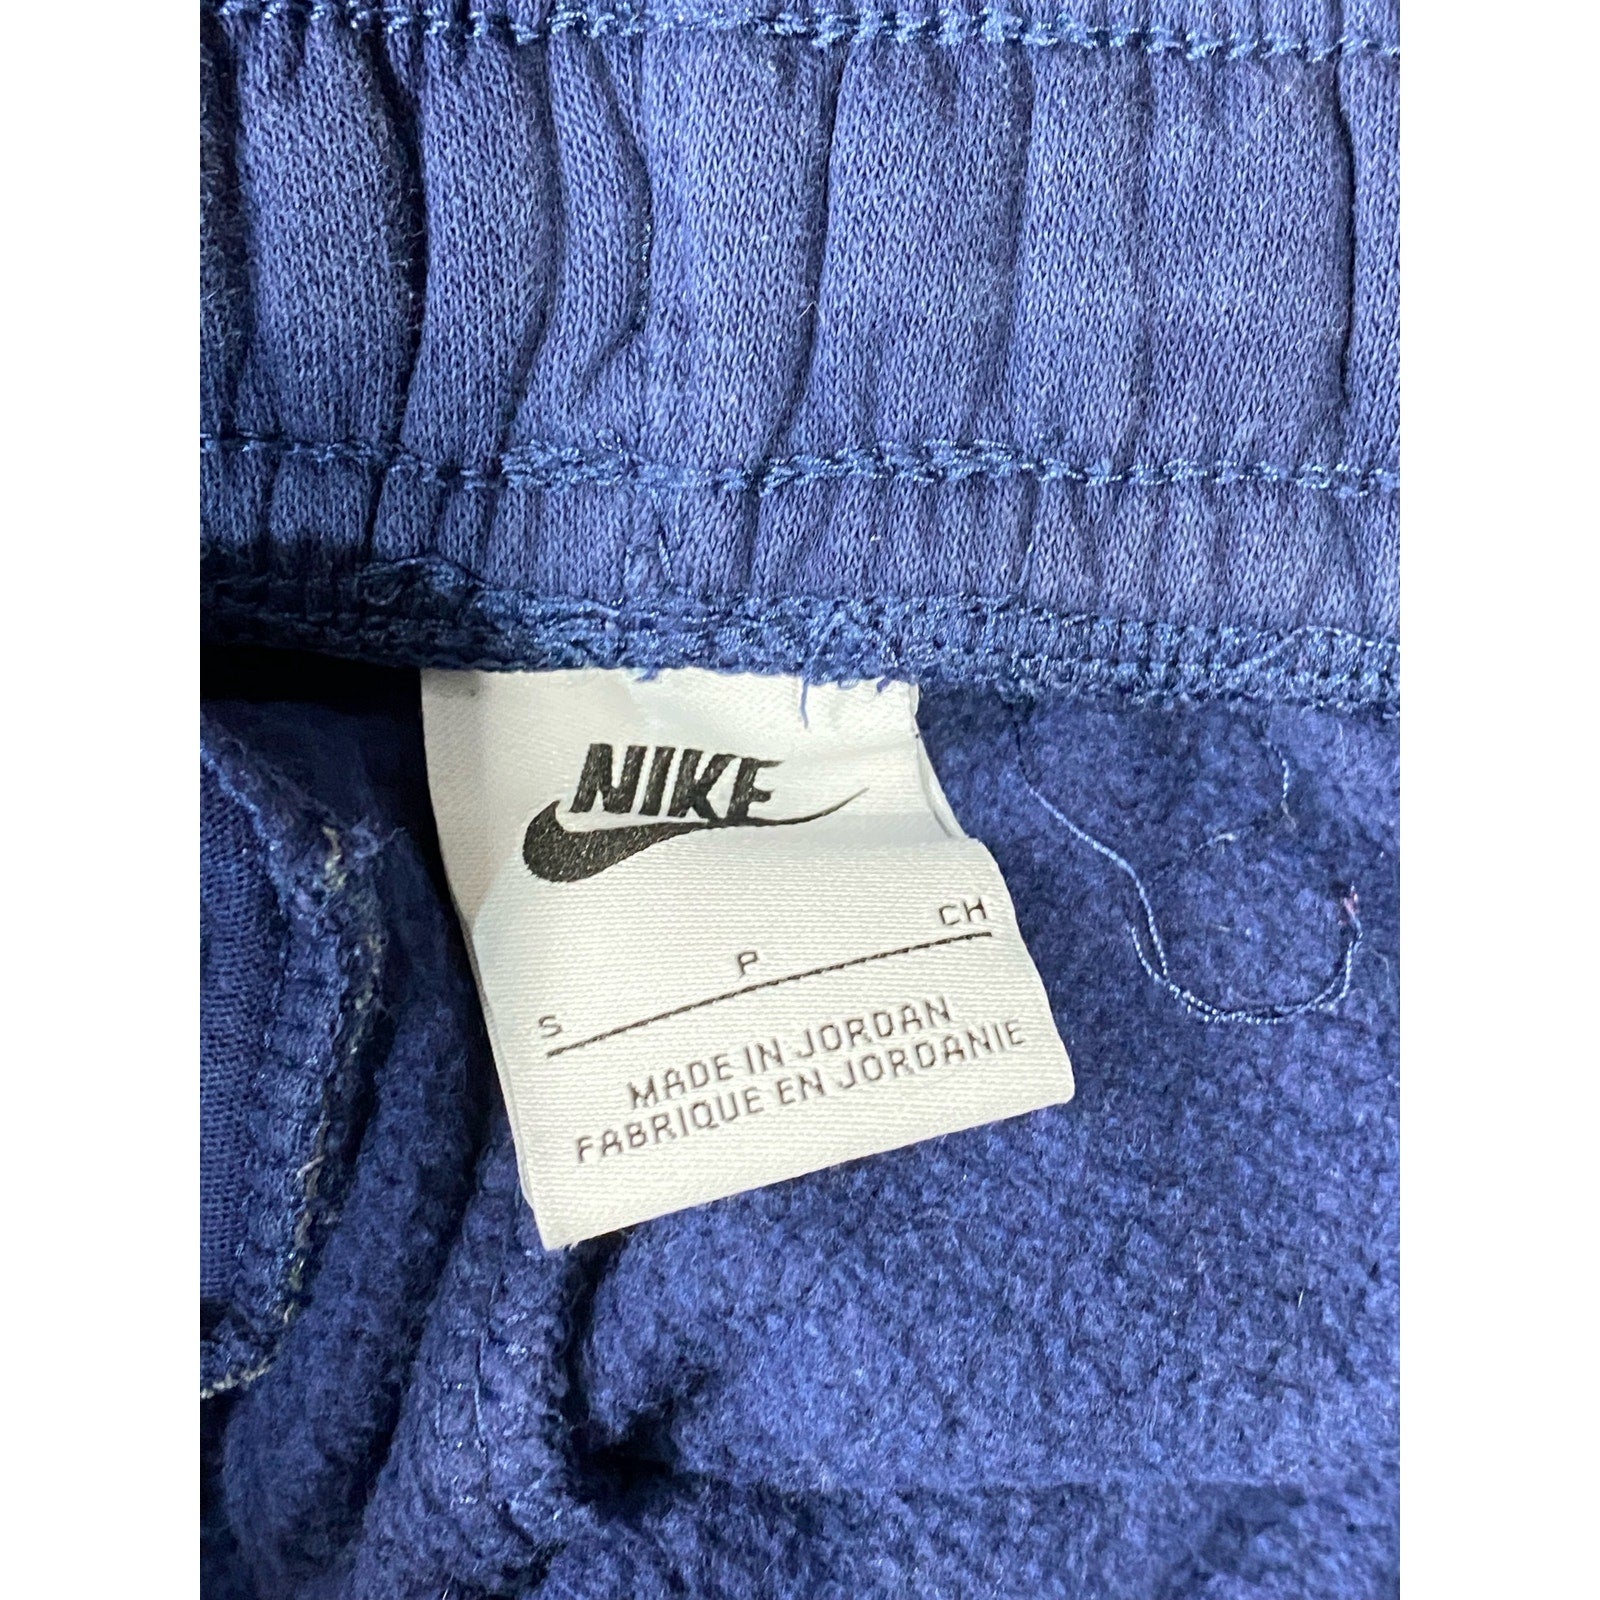 NIKE
S P CH
MADE IN JORDAN
FABRIQUE EN JORDANIE